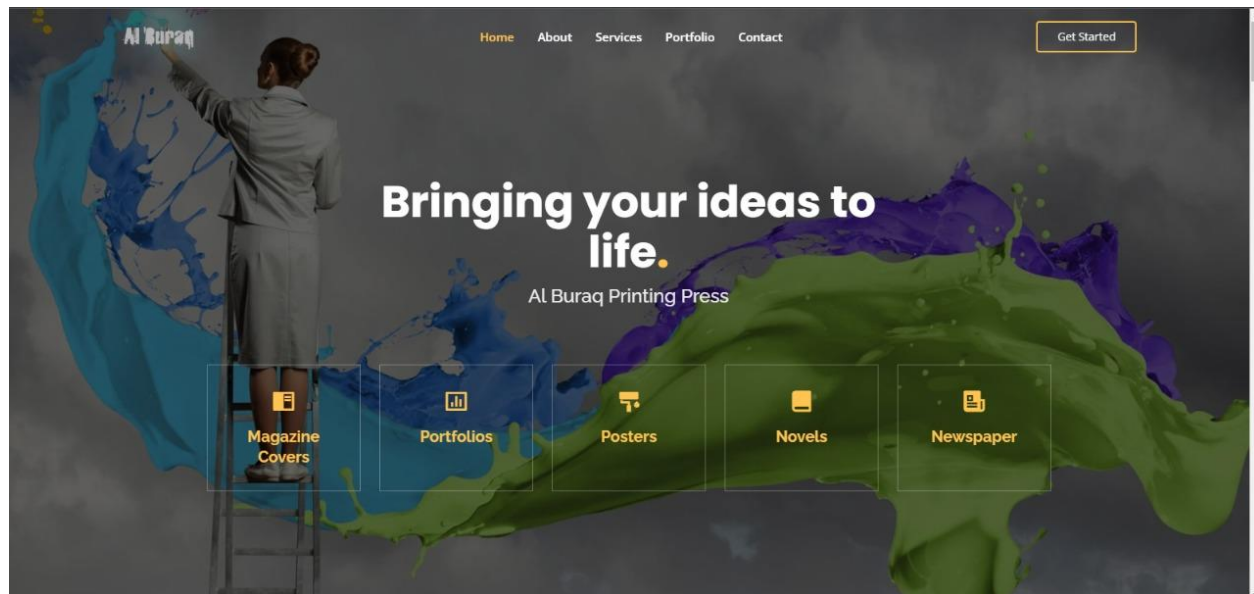 Al Buraq
Home About Services Portfolio Contact
Get Started
Bringing your ideas to
life.
Al Buraq Printing Press
Magazine
Covers
Portfolios
Posters
Novels
Newspaper